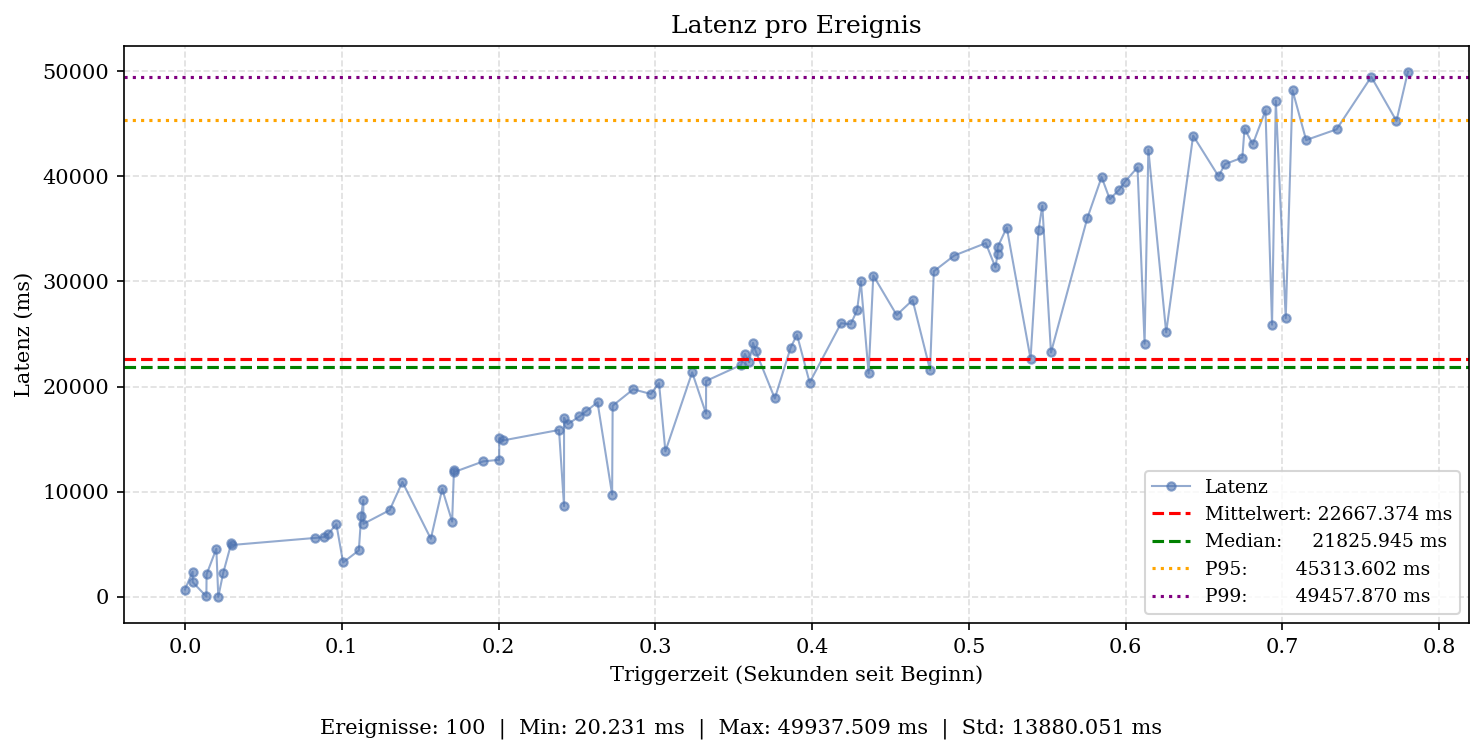 Latenz pro Ereignis
50000
40000
30000
20000
10000
0
Latenz (ms)
0.0 0.1 0.2 0.3 0.4 0.5 0.6 0.7 0.8
Triggerzeit (Sekunden seit Beginn)
Latenz
Mittelwert: 22667.374 ms
Median: 21825.945 ms
P95: 45313.602 ms
P99: 49457.870 ms
Ereignisse: 100 | Min: 20.231 ms | Max: 49937.509 ms | Std: 13880.051 ms